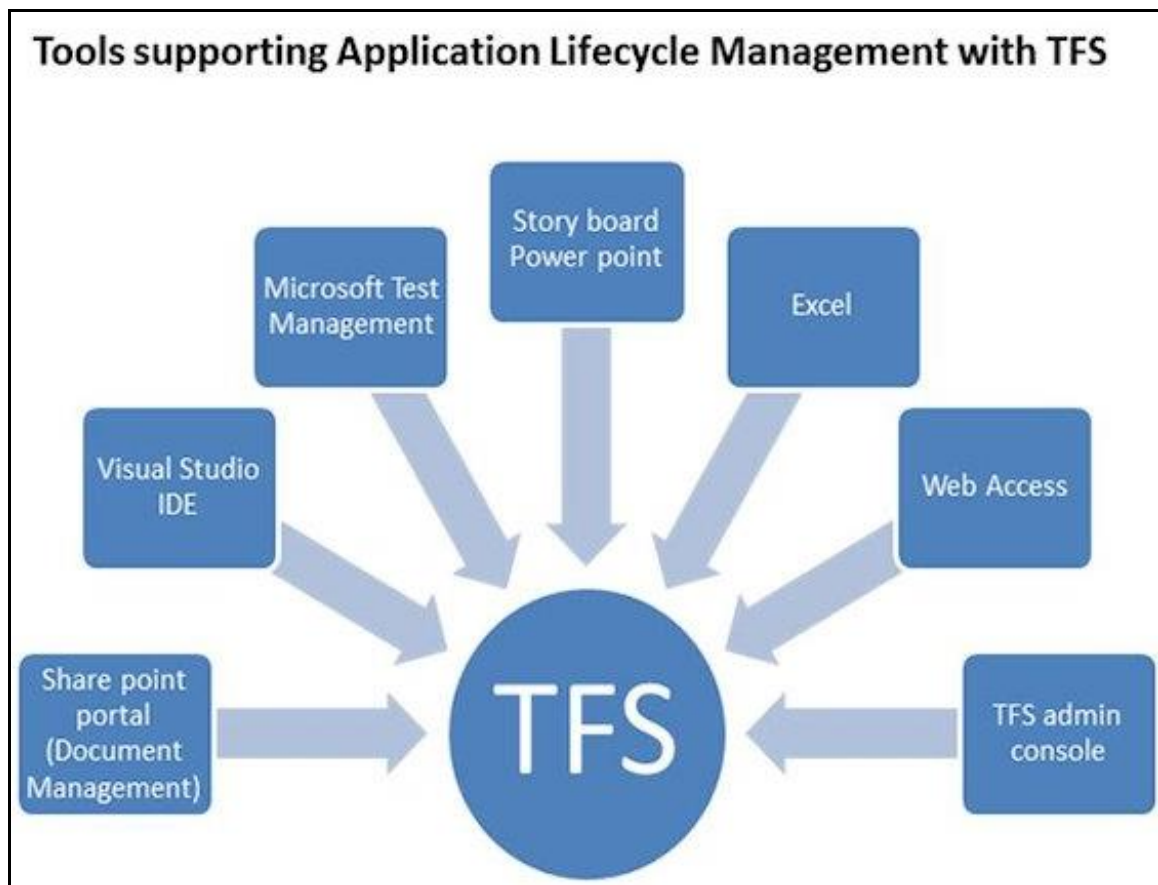 Tools supporting Application Lifecycle Management with TFS
Story board
Power point
Microsoft Test
Management
Excel
Visual Studio
IDE
Web Access
Share point
portal
(Document
Management)
TFS
TFS admin
console